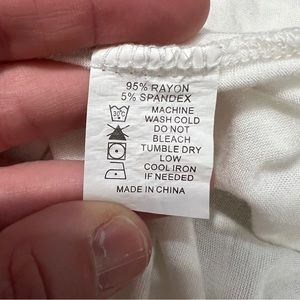 95% RAYON
5% SPANDEX
30°C MACHINE
WASH COLD
DO NOT
BLEACH
TUMBLE DRY
LOW
COOL IRON
IF NEEDED
MADE IN CHINA